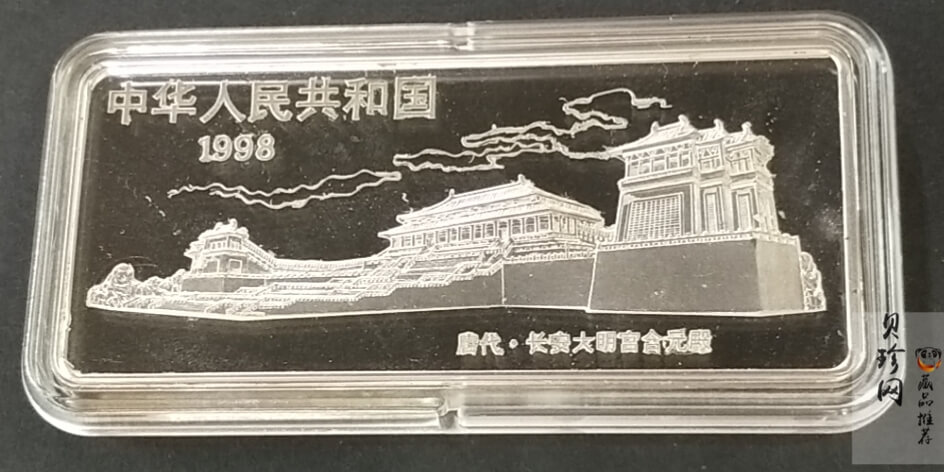 中华人民共和国
1998
唐代·长安大明宫含元殿
贝珍网
藏品推荐